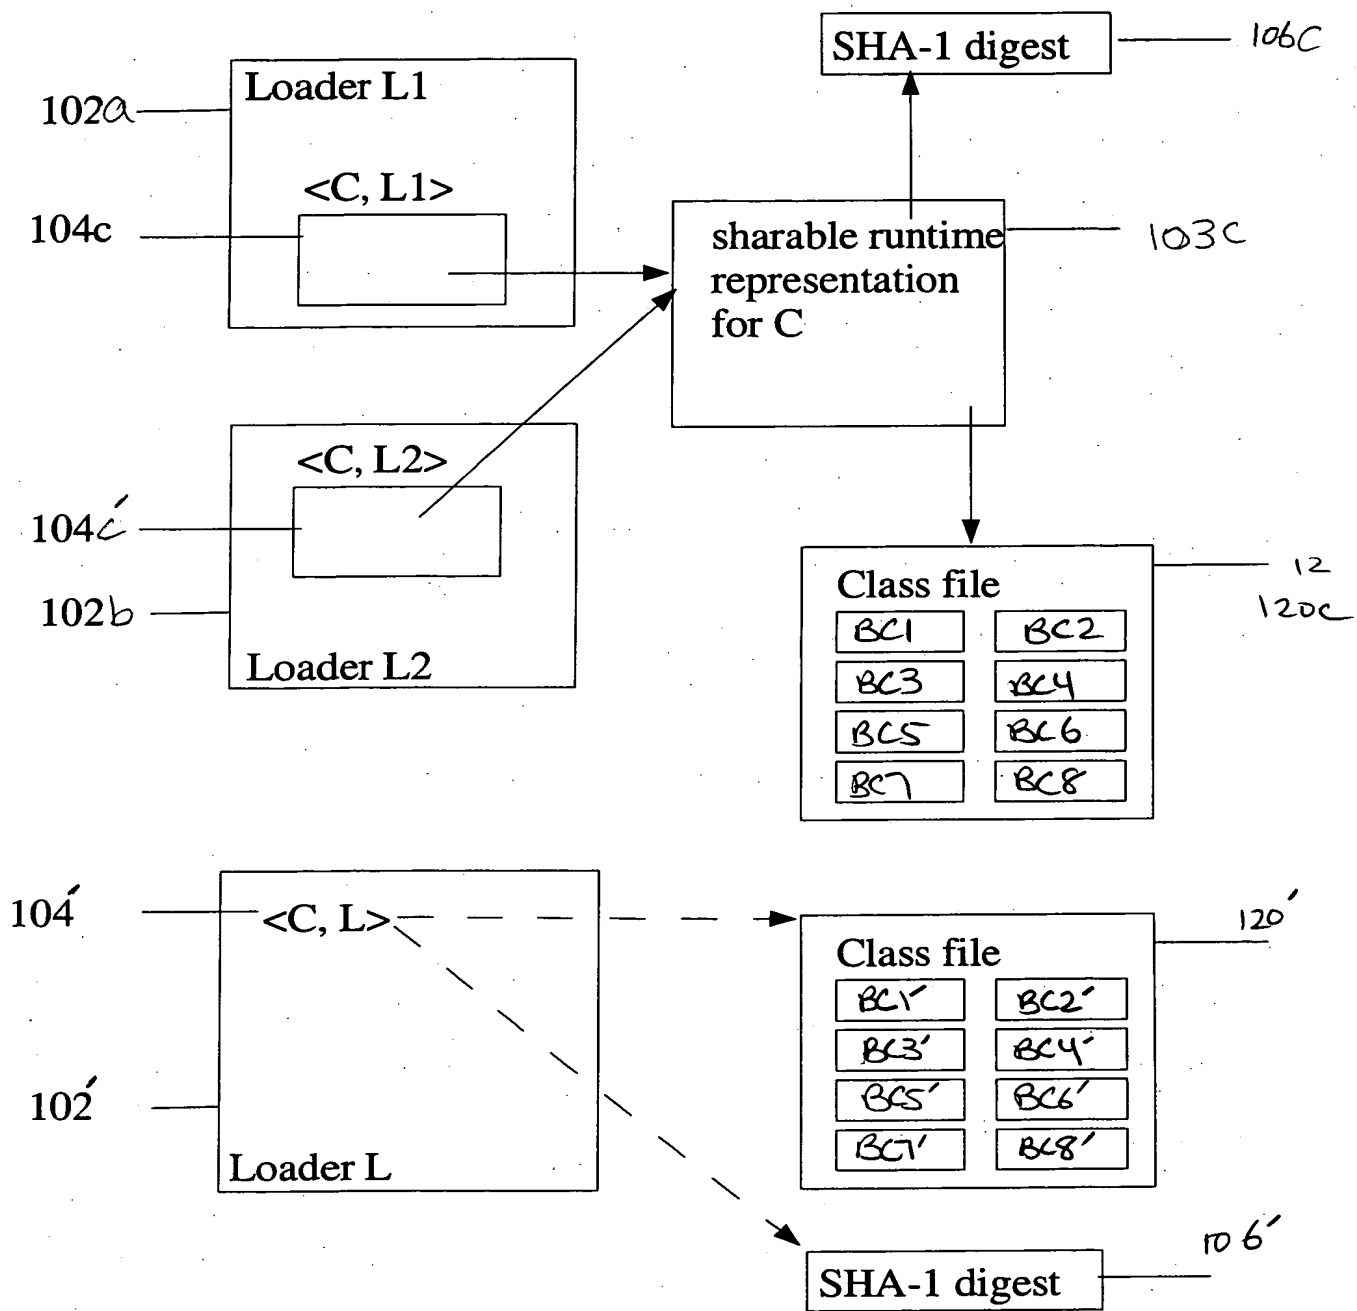 SHA-1 digest
106C
Loader L1
102a
<C, L1>
104c
sharable runtime
representation
for C
103C
<C, L2>
104c′
102b
Loader L2
Class file
12
120c
BC1 BC2
BC3 BC4
BC5 BC6
BC7 BC8
104′
<C, L>
102′
Loader L
120′
Class file
BC1′ BC2′
BC3′ BC4′
BC5′ BC6′
BC7′ BC8′
SHA-1 digest
106′